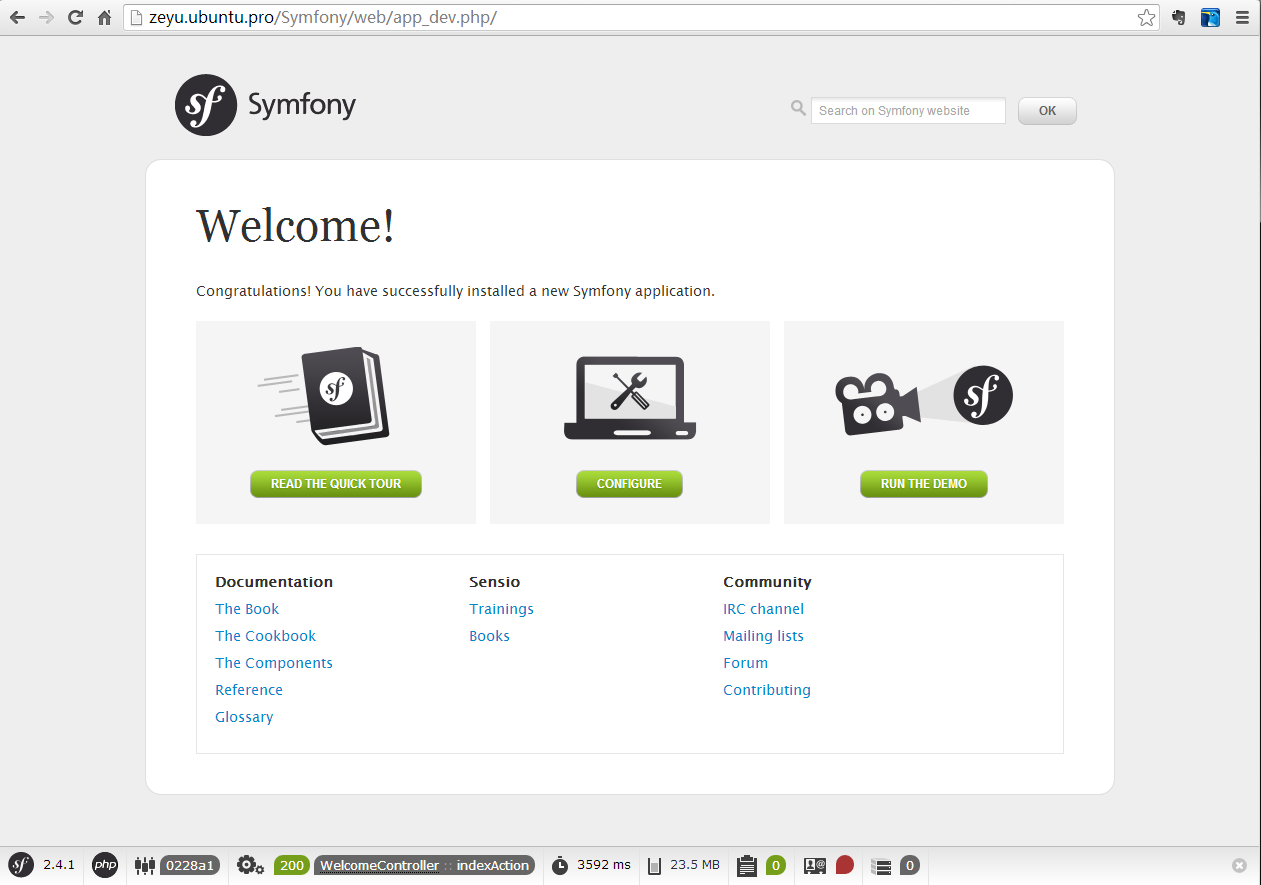 zeyu.ubuntu.pro/Symfony/web/app_dev.php/
sf Symfony
Search on Symfony website OK
Welcome!
Congratulations! You have successfully installed a new Symfony application.
sf
sf
READ THE QUICK TOUR CONFIGURE RUN THE DEMO
Documentation Sensio Community
The Book Trainings IRC channel
The Cookbook Books Mailing lists
The Components Forum
Reference Contributing
Glossary
sf 2.4.1 php 0228a1 200 WelcomeController :: indexAction 3592 ms 23.5 MB 0 0